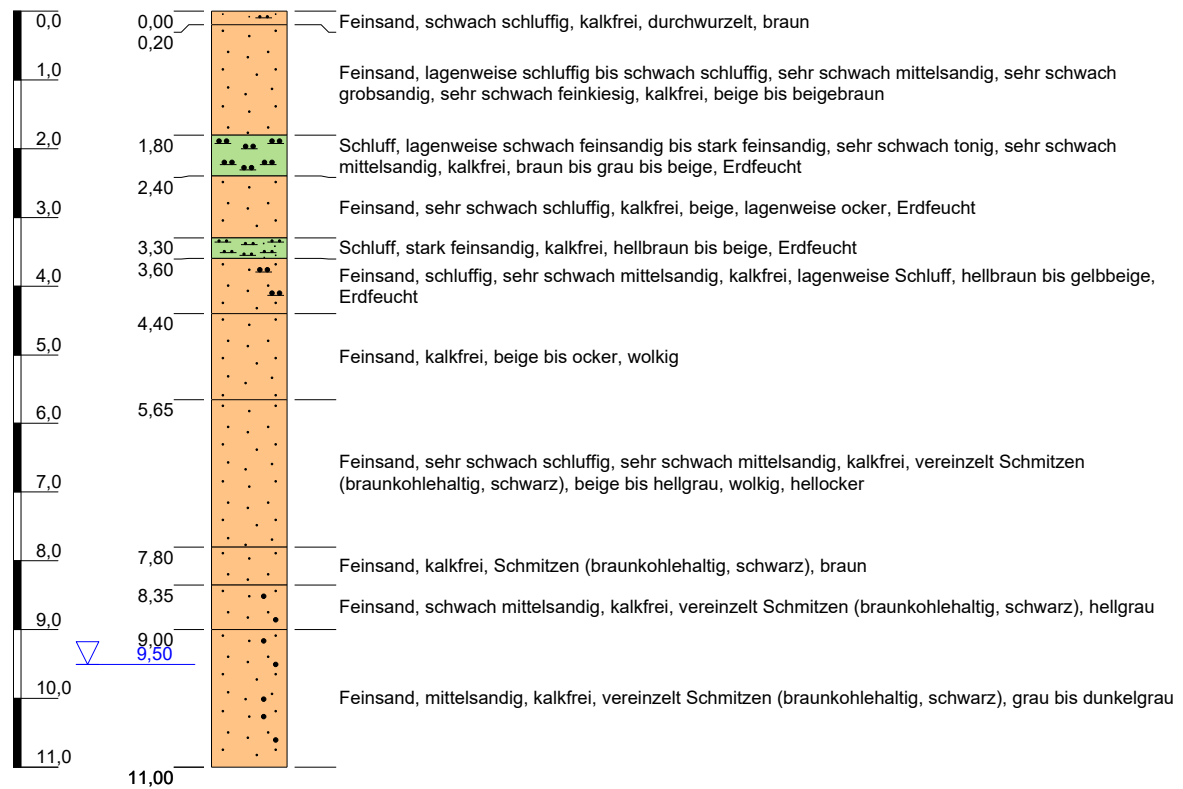 0,0
0,00
Feinsand, schwach schluffig, kalkfrei, durchwurzelt, braun
0,20
1,0
Feinsand, lagenweise schluffig bis schwach schluffig, sehr schwach mittelsandig, sehr schwach
grobsandig, sehr schwach feinkiesig, kalkfrei, beige bis beigebraun
2,0
1,80
Schluff, lagenweise schwach feinsandig bis stark feinsandig, sehr schwach tonig, sehr schwach
mittelsandig, kalkfrei, braun bis grau bis beige, Erdfeucht
2,40
3,0
Feinsand, sehr schwach schluffig, kalkfrei, beige, lagenweise ocker, Erdfeucht
3,30
Schluff, stark feinsandig, kalkfrei, hellbraun bis beige, Erdfeucht
3,60
4,0
Feinsand, schluffig, sehr schwach mittelsandig, kalkfrei, lagenweise Schluff, hellbraun bis gelbbeige,
Erdfeucht
4,40
5,0
Feinsand, kalkfrei, beige bis ocker, wolkig
5,65
6,0
Feinsand, sehr schwach schluffig, sehr schwach mittelsandig, kalkfrei, vereinzelt Schmitzen
(braunkohlehaltig, schwarz), beige bis hellgrau, wolkig, hellocker
7,0
8,0
7,80
Feinsand, kalkfrei, Schmitzen (braunkohlehaltig, schwarz), braun
8,35
Feinsand, schwach mittelsandig, kalkfrei, vereinzelt Schmitzen (braunkohlehaltig, schwarz), hellgrau
9,0
9,00
9,50
10,0
Feinsand, mittelsandig, kalkfrei, vereinzelt Schmitzen (braunkohlehaltig, schwarz), grau bis dunkelgrau
11,0
11,00